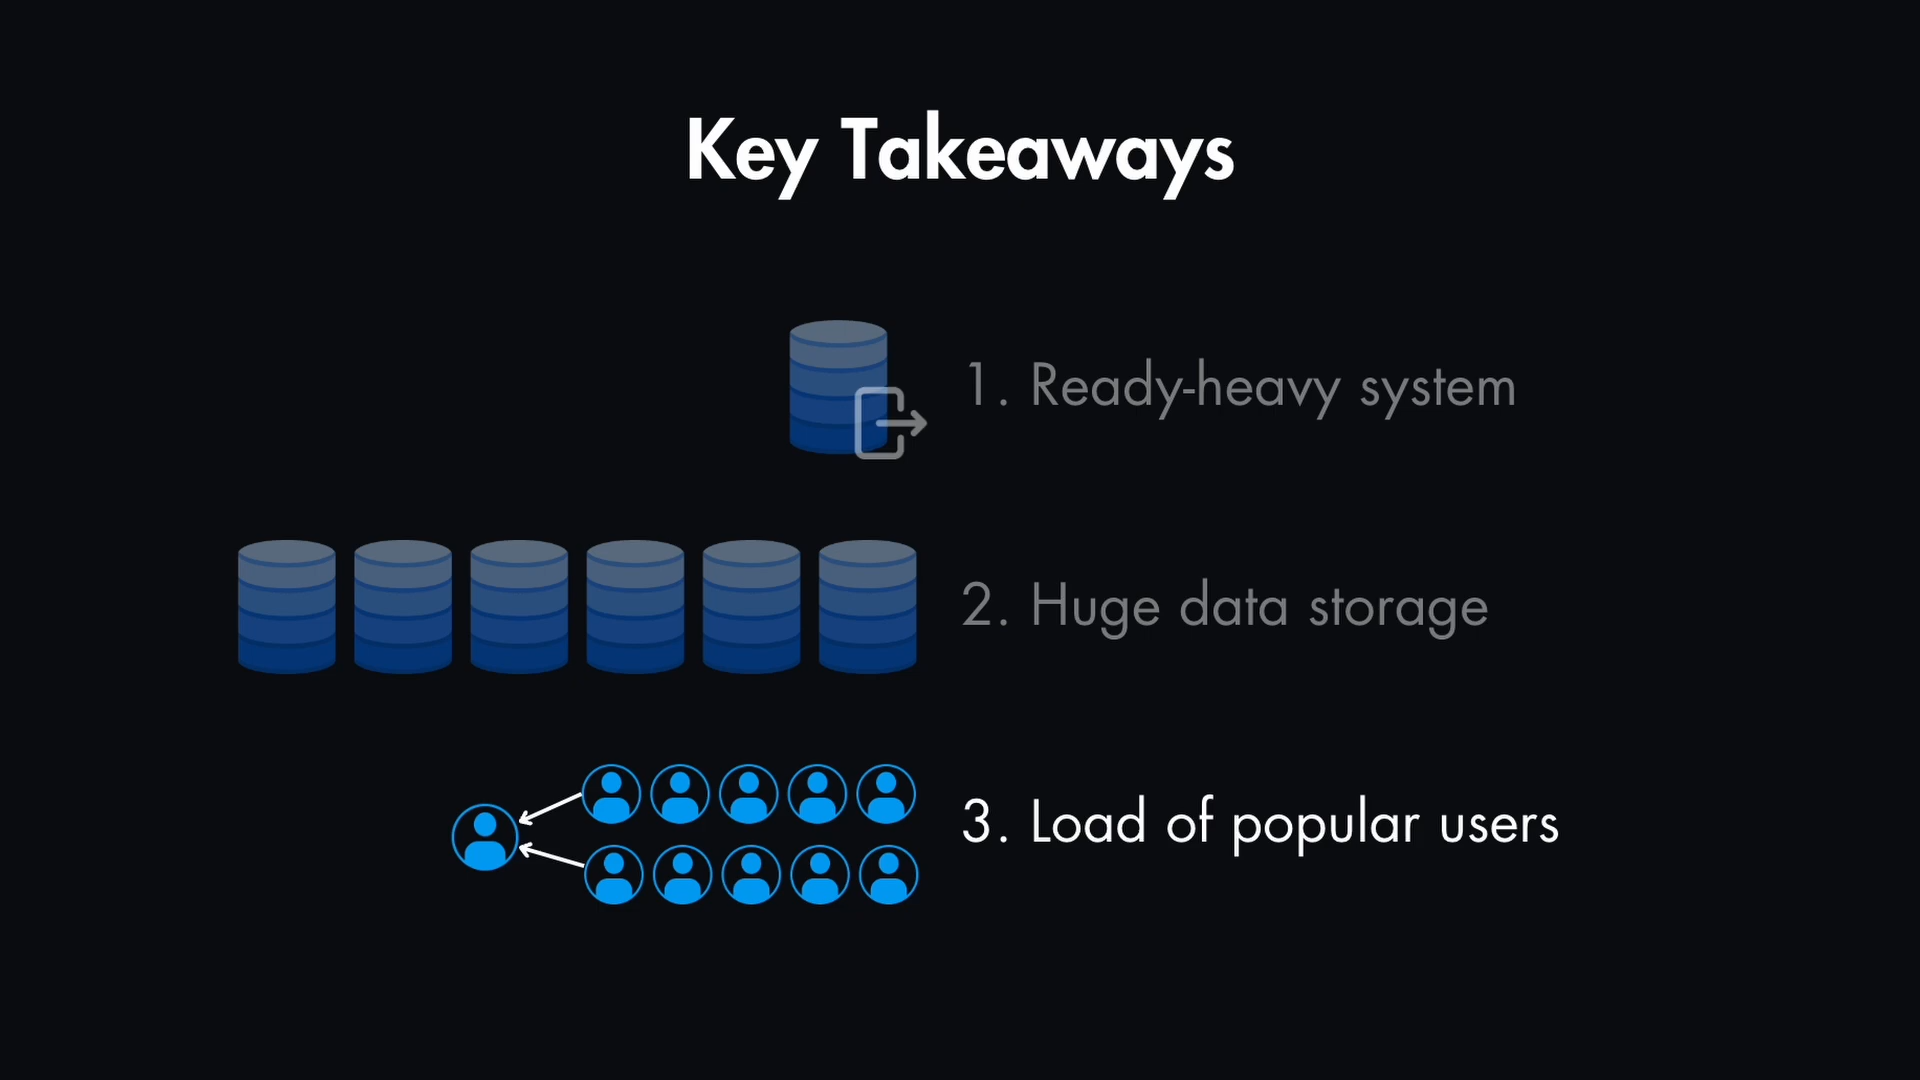 Key Takeaways
1. Ready-heavy system
2. Huge data storage
3. Load of popular users